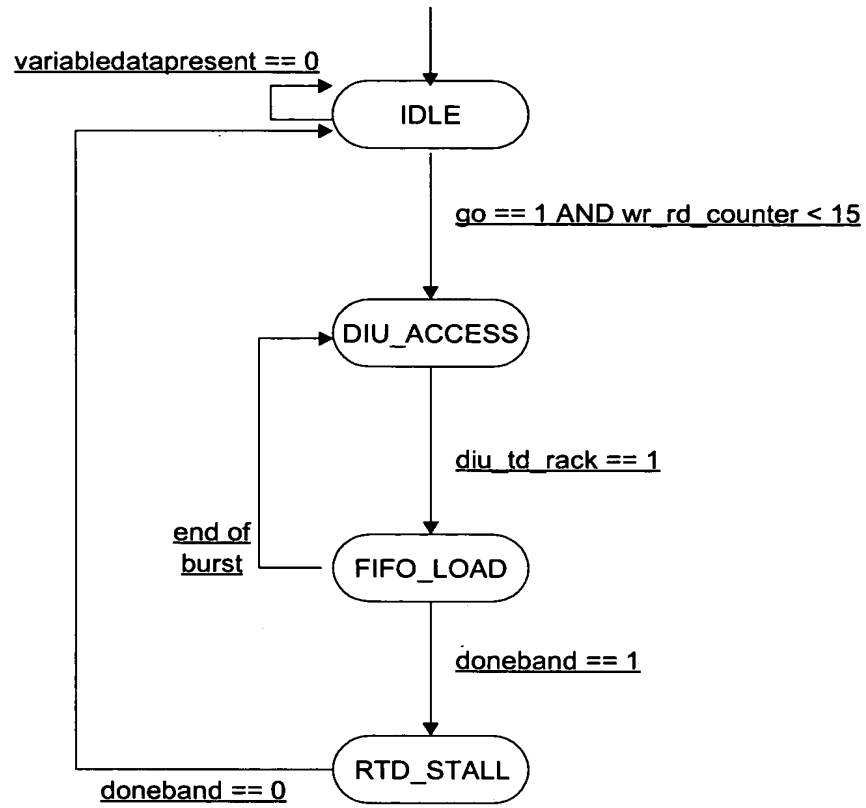 variabledatapresent == 0
IDLE
go == 1 AND wr_rd_counter < 15
DIU_ACCESS
diu_td_rack == 1
end of
burst
FIFO_LOAD
doneband == 1
RTD_STALL
doneband == 0